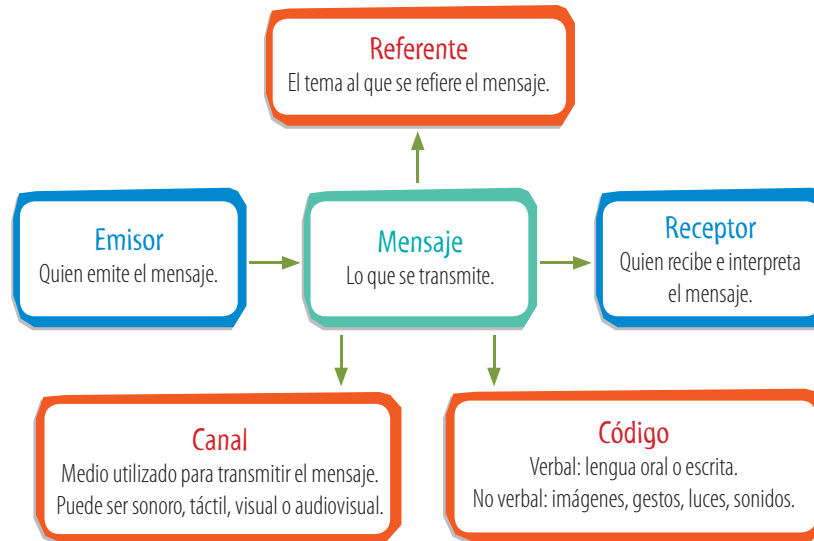 Referente
El tema al que se refiere el mensaje.
Emisor
Quien emite el mensaje.
Mensaje
Lo que se transmite.
Receptor
Quien recibe e interpreta
el mensaje.
Canal
Medio utilizado para transmitir el mensaje.
Puede ser sonoro, táctil, visual o audiovisual.
Código
Verbal: lengua oral o escrita.
No verbal: imágenes, gestos, luces, sonidos.